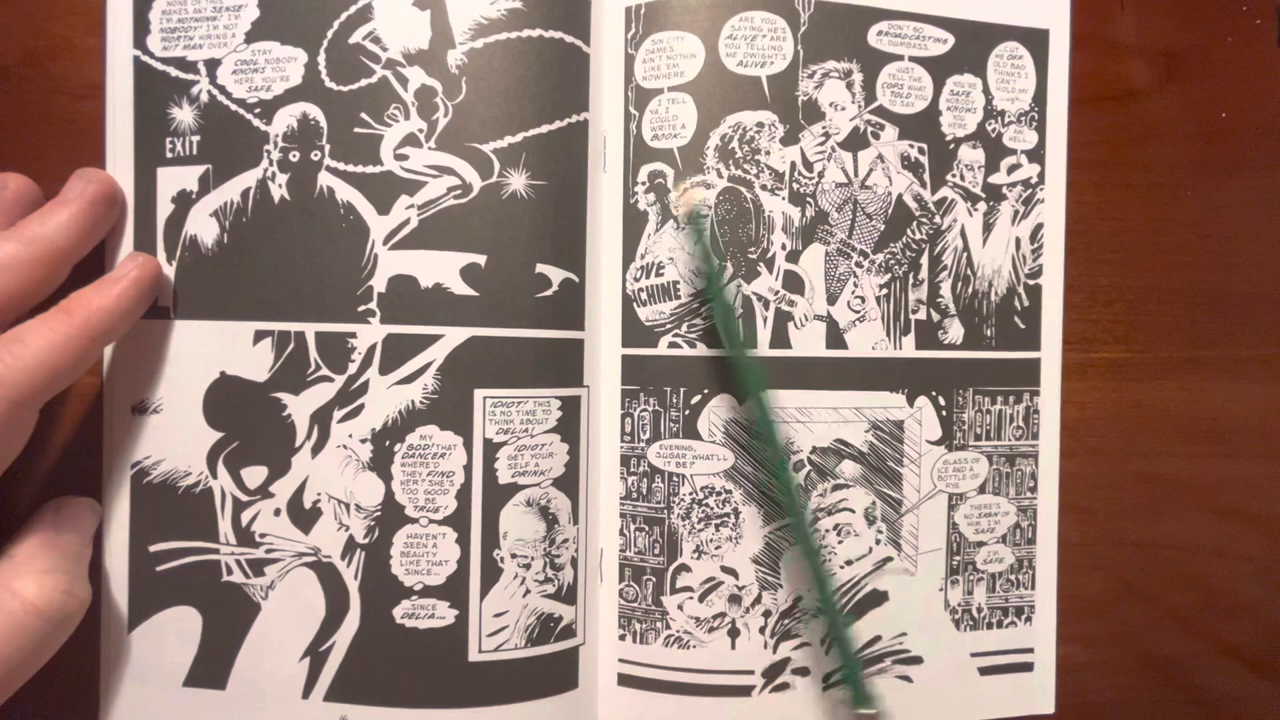 NONE OF THIS
MAKES ANY SENSE!
I'M NOTHING! I'M
NOBODY! I'M NOT
WORTH HIRING A
HIT MAN OVER!
STAY
COOL. NOBODY
KNOWS YOU
HERE. YOU'RE
SAFE.
EXIT
MY
GOD! THAT
DANCER!
WHERE'D
THEY FIND
HER? SHE'S
TOO GOOD
TO BE
TRUE!
HAVEN'T
SEEN A
BEAUTY
LIKE THAT
SINCE...
...SINCE
DELIA...
IDIOT! THIS
IS NO TIME TO
THINK ABOUT
DELIA!
IDIOT!
GET YOUR-
SELF A
DRINK!
SIN CITY
DAMES
AIN'T NOTHIN
LIKE 'EM
NOWHERE.
I TELL
YA, I
COULD
WRITE A
BOOK...
ARE YOU
SAYING HE'S
ALIVE? ARE
YOU TELLING
ME DWIGHT'S
ALIVE?
DON'T GO
BROADCASTING
IT, DUMBASS.
JUST
TELL THE
COPS WHAT
I TOLD YOU
TO SAY.
YOU'RE
SAFE.
NOBODY
KNOWS
YOU
HERE
...CUT
ME OFF
OLD BAG
THINKS I
CAN'T
HOLD MY
BLAGG
AW,
HELL...
OVE
CHINE
EVENING,
SUGAR. WHAT'LL
IT BE?
GLASS OF
ICE AND A
BOTTLE OF
RYE.
THERE'S
NO SIGN OF
HIM. I'M
SAFE.
I'M
SAFE.